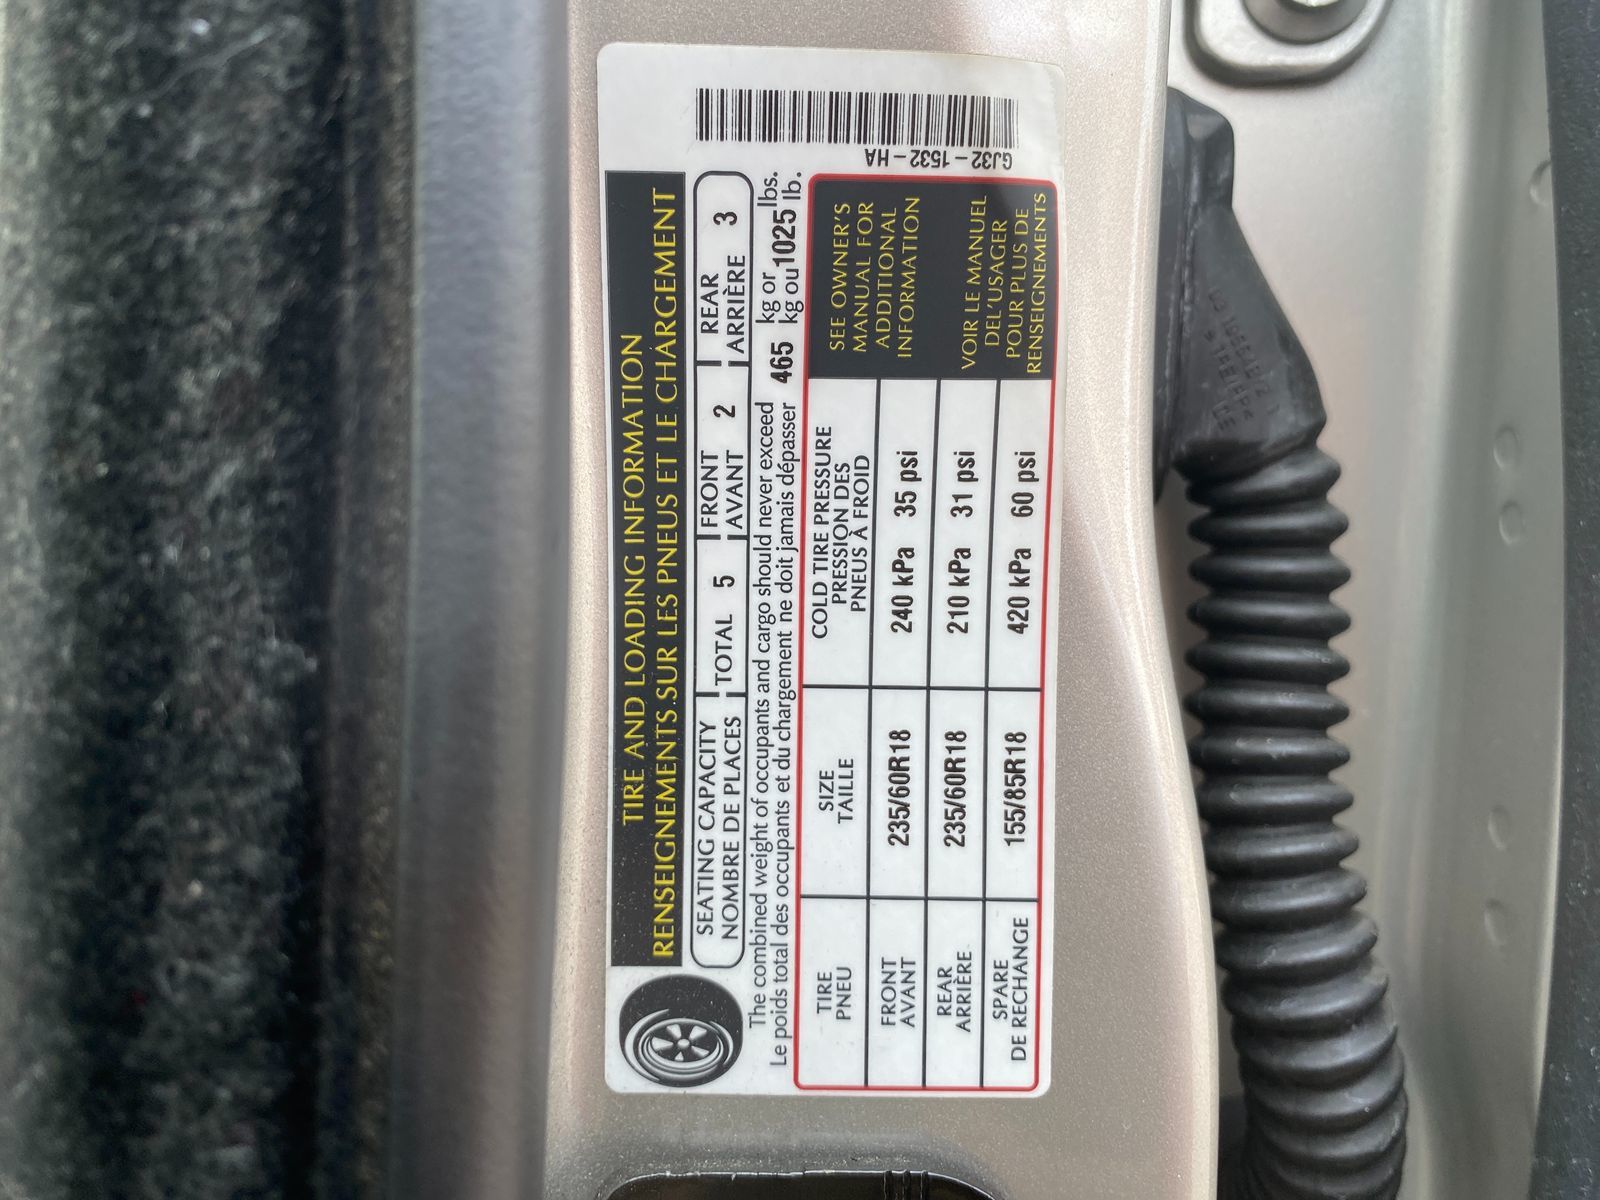 GJ32 - 1532 - HA
TIRE AND LOADING INFORMATION
RENSEIGNEMENTS SUR LES PNEUS ET LE CHARGEMENT
SEATING CAPACITY
NOMBRE DE PLACES
TOTAL 5
FRONT
AVANT 2
REAR
ARRIÈRE 3
The combined weight of occupants and cargo should never exceed 465 kg or 1025 lbs.
Le poids total des occupants et du chargement ne doit jamais dépasser kg ou lb.
TIRE
PNEU
SIZE
TAILLE
COLD TIRE PRESSURE
PRESSION DES
PNEUS À FROID
SEE OWNER'S
MANUAL FOR
ADDITIONAL
INFORMATION
VOIR LE MANUEL
DEL'USAGER
POUR PLUS DE
RENSEIGNEMENTS
FRONT
AVANT
235/60R18
240 kPa 35 psi
REAR
ARRIÈRE
235/60R18
210 kPa 31 psi
SPARE
DE RECHANGE
155/85R18
420 kPa 60 psi